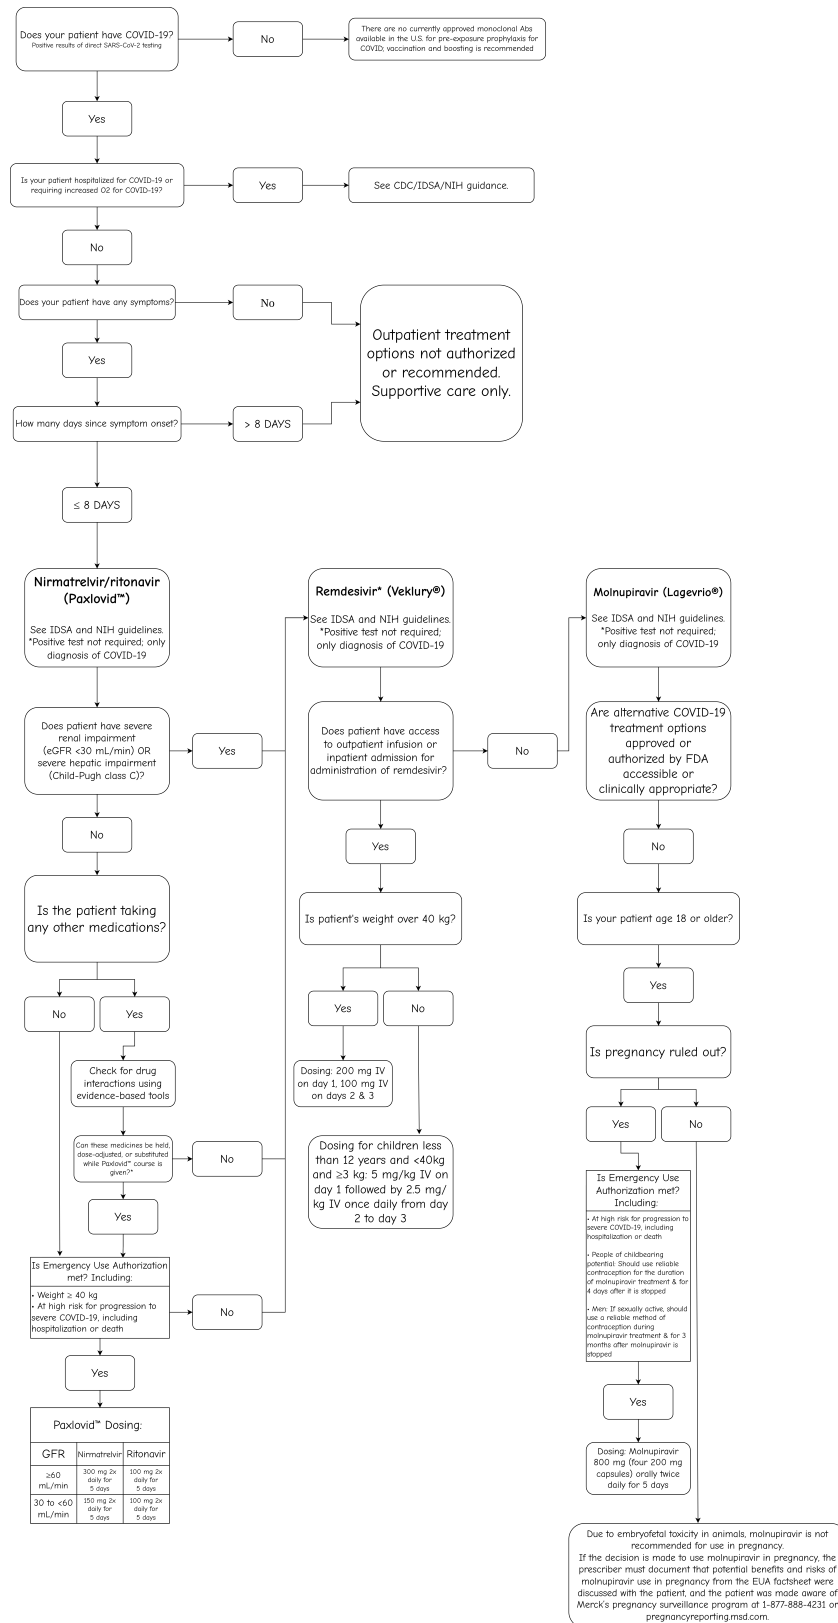 Does your patient have COVID-19?
Positive results of direct SARS-CoV-2 testing
No
There are no currently approved monoclonal Abs
available in the U.S. for pre-exposure prophylaxis for
COVID; vaccination and boosting is recommended
Yes
Is your patient hospitalized for COVID-19 or
requiring increased O2 for COVID-19?
Yes
See CDC/IDSA/NIH guidance.
No
Does your patient have any symptoms?
No
Outpatient treatment
options not authorized
or recommended.
Supportive care only.
Yes
How many days since symptom onset?
> 8 DAYS
≤ 8 DAYS
Nirmatrelvir/ritonavir
(Paxlovid™)
See IDSA and NIH guidelines.
*Positive test not required; only
diagnosis of COVID-19
Does patient have severe
renal impairment
(eGFR <30 mL/min) OR
severe hepatic impairment
(Child-Pugh class C)?
Yes
No
Is the patient taking
any other medications?
No
Yes
Check for drug
interactions using
evidence-based tools
Can these medicines be held,
dose-adjusted, or substituted
while Paxlovid™ course is
given?*
No
Yes
Is Emergency Use Authorization
met? Including:
• Weight ≥ 40 kg
• At high risk for progression to
severe COVID-19, including
hospitalization or death
No
Yes
Paxlovid™ Dosing:
GFR Nirmatrelvir Ritonavir
≥60
mL/min
300 mg 2x
daily for
5 days
100 mg 2x
daily for
5 days
30 to <60
mL/min
150 mg 2x
daily for
5 days
100 mg 2x
daily for
5 days
Remdesivir* (Veklury®)
See IDSA and NIH guidelines.
*Positive test not required;
only diagnosis of COVID-19
Does patient have access
to outpatient infusion or
inpatient admission for
administration of remdesivir?
No
Yes
Is patient's weight over 40 kg?
Yes
No
Dosing: 200 mg IV
on day 1, 100 mg IV
on days 2 & 3
Dosing for children less
than 12 years and <40kg
and ≥3 kg: 5 mg/kg IV on
day 1 followed by 2.5 mg/
kg IV once daily from day
2 to day 3
Molnupiravir (Lagevrio®)
See IDSA and NIH guidelines.
*Positive test not required;
only diagnosis of COVID-19
Are alternative COVID-19
treatment options
approved or
authorized by FDA
accessible or
clinically appropriate?
No
Is your patient age 18 or older?
Yes
Is pregnancy ruled out?
Yes
No
Is Emergency Use
Authorization met?
Including:
• At high risk for progression to
severe COVID-19, including
hospitalization or death
• People of childbearing
potential: Should use reliable
contraception for the duration
of molnupiravir treatment & for
4 days after it is stopped
• Men: If sexually active, should
use a reliable method of
contraception during
molnupiravir treatment & for 3
months after molnupiravir is
stopped
Yes
Dosing: Molnupiravir
800 mg (four 200 mg
capsules) orally twice
daily for 5 days
Due to embryofetal toxicity in animals, molnupiravir is not
recommended for use in pregnancy.
If the decision is made to use molnupiravir in pregnancy, the
prescriber must document that potential benefits and risks of
molnupiravir use in pregnancy from the EUA factsheet were
discussed with the patient, and the patient was made aware of
Merck's pregnancy surveillance program at 1-877-888-4231 or
pregnancyreporting.msd.com.